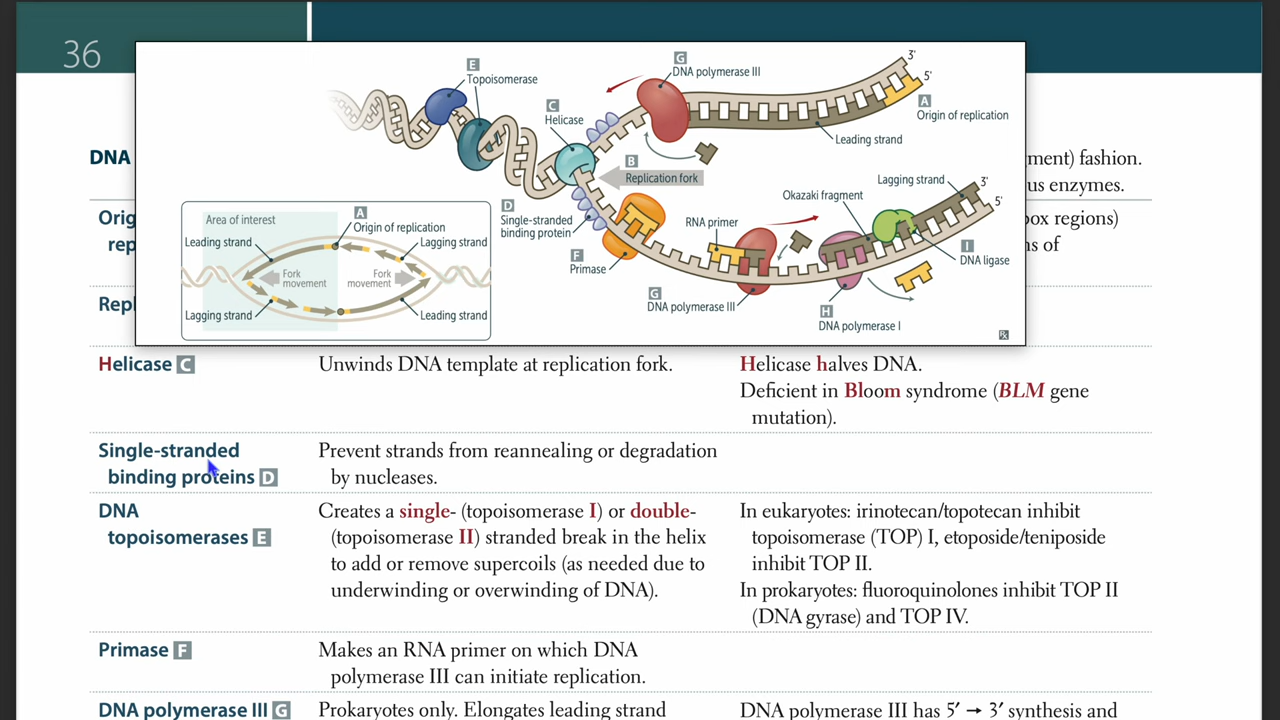 36
E
Topoisomerase
C
Helicase
G
DNA polymerase III
3′
5′
A
Origin of replication
Leading strand
B
Replication fork
Lagging strand
3′
5′
Okazaki fragment
D
Single-stranded
binding protein
RNA primer
F
Primase
I
DNA ligase
G
DNA polymerase III
H
DNA polymerase I
Area of interest
A
Origin of replication
Leading strand
Lagging strand
Fork
movement
Fork
movement
Lagging strand
Leading strand
DNA
ment) fashion.
us enzymes.
Orig
rep
box regions)
ns of
Repl
Helicase C
Unwinds DNA template at replication fork.
Helicase halves DNA.
Deficient in Bloom syndrome (BLM gene
mutation).
Single-stranded
binding proteins D
Prevent strands from reannealing or degradation
by nucleases.
DNA
topoisomerases E
Creates a single- (topoisomerase I) or double-
(topoisomerase II) stranded break in the helix
to add or remove supercoils (as needed due to
underwinding or overwinding of DNA).
In eukaryotes: irinotecan/topotecan inhibit
topoisomerase (TOP) I, etoposide/teniposide
inhibit TOP II.
In prokaryotes: fluoroquinolones inhibit TOP II
(DNA gyrase) and TOP IV.
Primase F
Makes an RNA primer on which DNA
polymerase III can initiate replication.
DNA polymerase III G
Prokaryotes only. Elongates leading strand
DNA polymerase III has 5′ → 3′ synthesis and